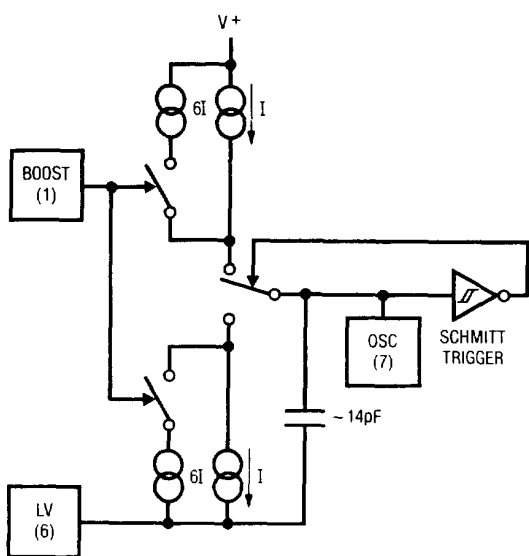 V+
6I
I
BOOST
(1)
OSC
(7)
SCHMITT
TRIGGER
~14pF
6I
I
LV
(6)